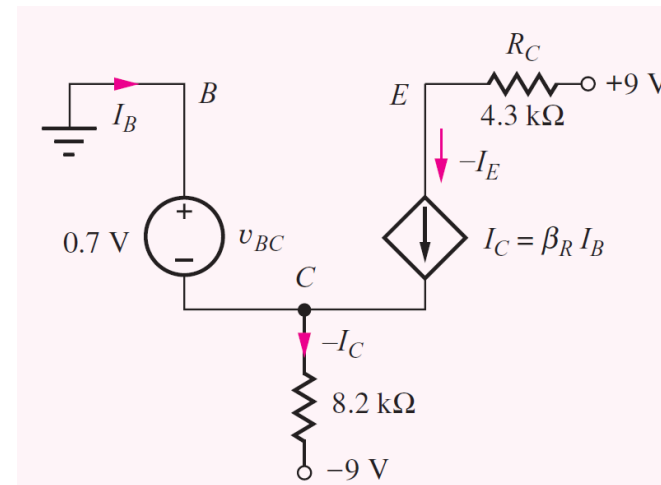 R_C
+9 V
4.3 kΩ
B
I_B
E
–I_E
0.7 V
+
–
v_BC
I_C = β_R I_B
C
–I_C
8.2 kΩ
–9 V